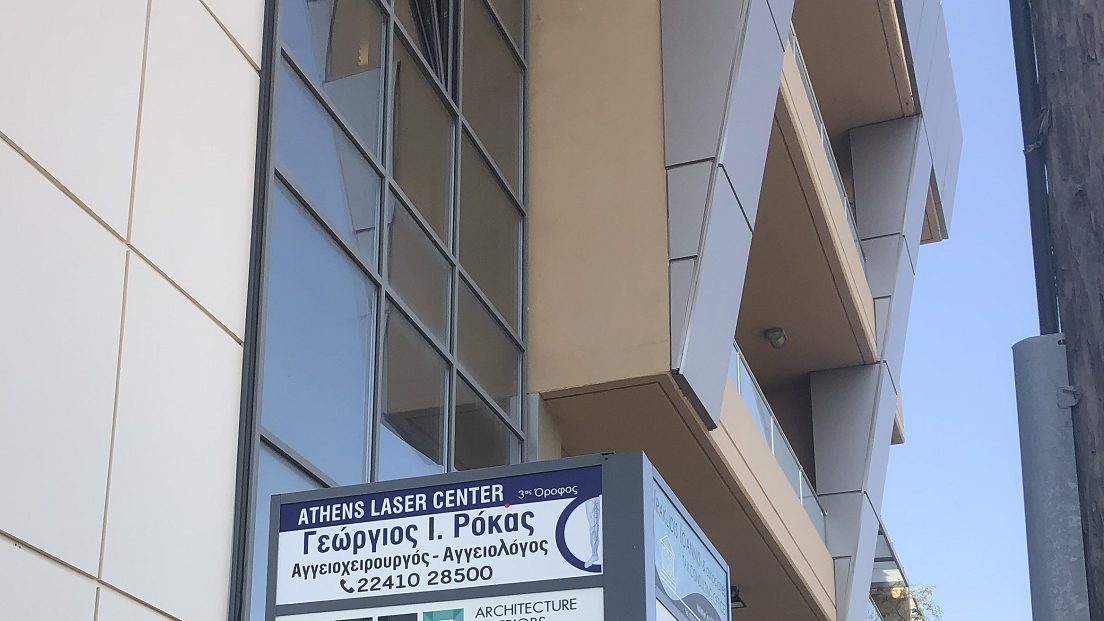 ATHENS LASER CENTER 3ος Όροφος
Γεώργιος Ι. Ρόκας
Αγγειοχειρουργός - Αγγειολόγος
22410 28500
ARCHITECTURE